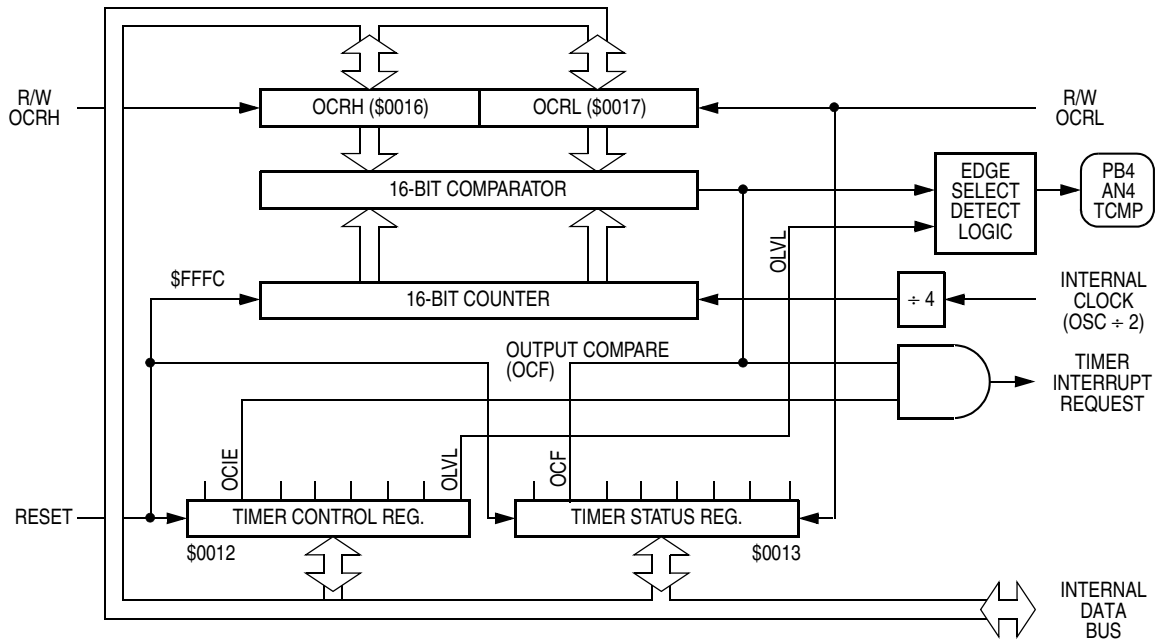 R/W
OCRH
OCRH ($0016)
OCRL ($0017)
R/W
OCRL
16-BIT COMPARATOR
EDGE
SELECT
DETECT
LOGIC
PB4
AN4
TCMP
OLVL
$FFFC
16-BIT COUNTER
÷ 4
INTERNAL
CLOCK
(OSC ÷ 2)
OUTPUT COMPARE
(OCF)
TIMER
INTERRUPT
REQUEST
OCIE
OLVL
OCF
RESET
TIMER CONTROL REG.
TIMER STATUS REG.
$0012
$0013
INTERNAL
DATA
BUS